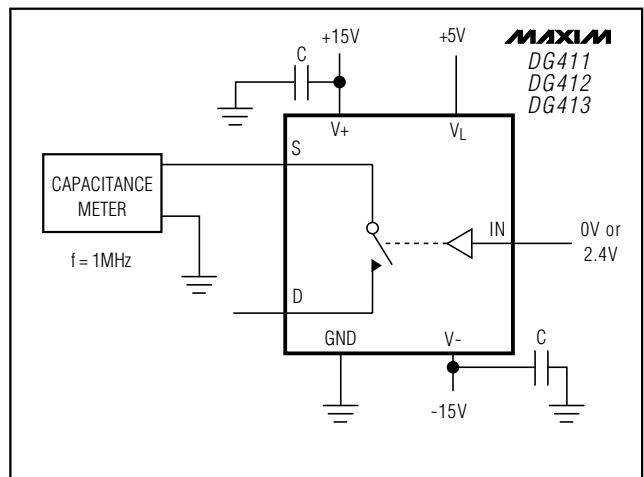 +15V
+5V
MAXIM
DG411
DG412
DG413
C
V+
VL
S
CAPACITANCE
METER
IN
0V or
2.4V
f = 1MHz
D
GND
V-
C
-15V